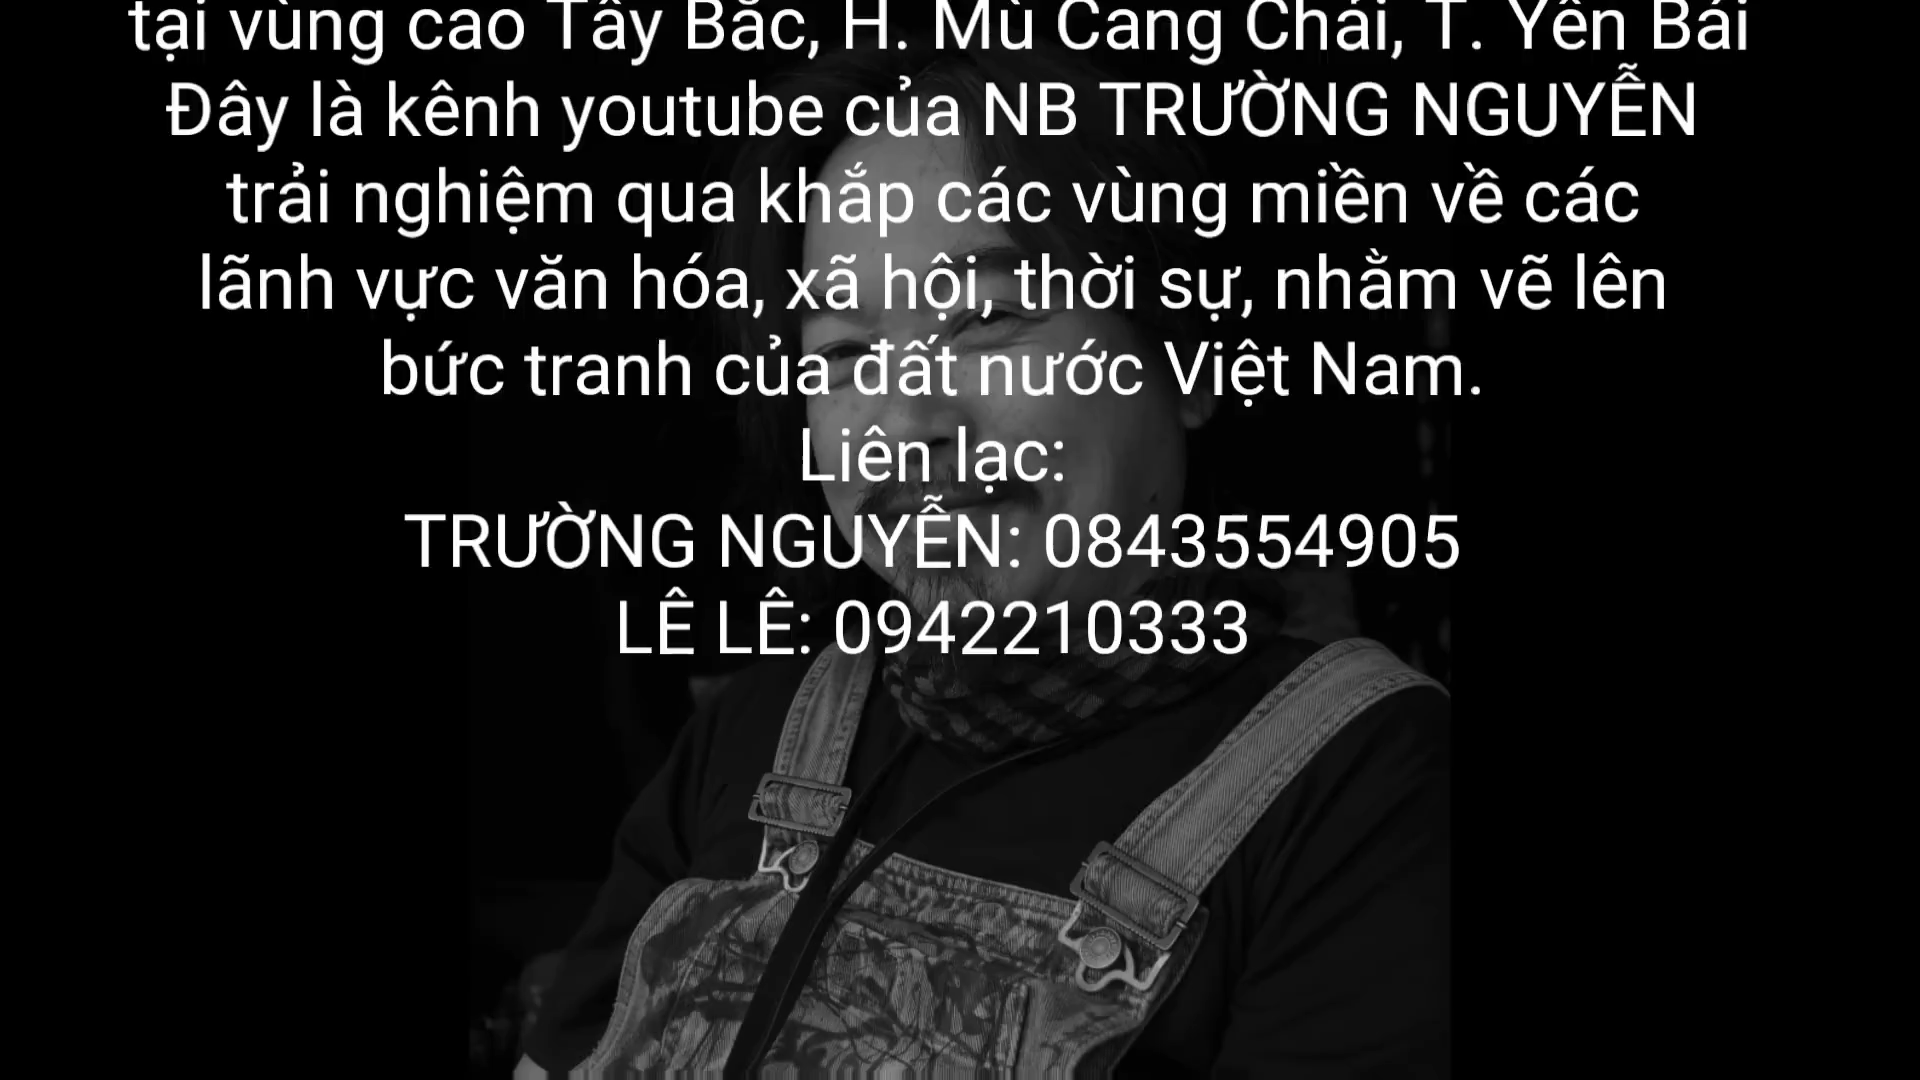 tại vùng cao Tây Bắc, H. Mù Cang Chải, T. Yên Bái
Đây là kênh youtube của NB TRƯỜNG NGUYỄN
trải nghiệm qua khắp các vùng miền về các
lãnh vực văn hóa, xã hội, thời sự, nhằm vẽ lên
bức tranh của đất nước Việt Nam.
Liên lạc:
TRƯỜNG NGUYỄN: 0843554905
LÊ LÊ: 0942210333